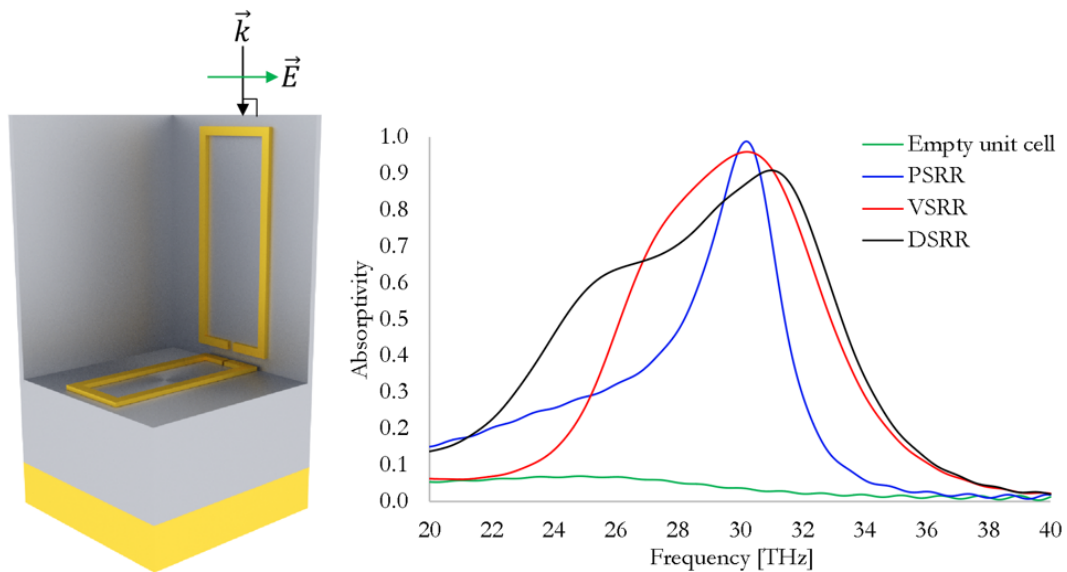 k⃗
E⃗
Absorptivity
1.0
0.9
0.8
0.7
0.6
0.5
0.4
0.3
0.2
0.1
0.0
20 22 24 26 28 30 32 34 36 38 40
Frequency [THz]
Empty unit cell
PSRR
VSRR
DSRR